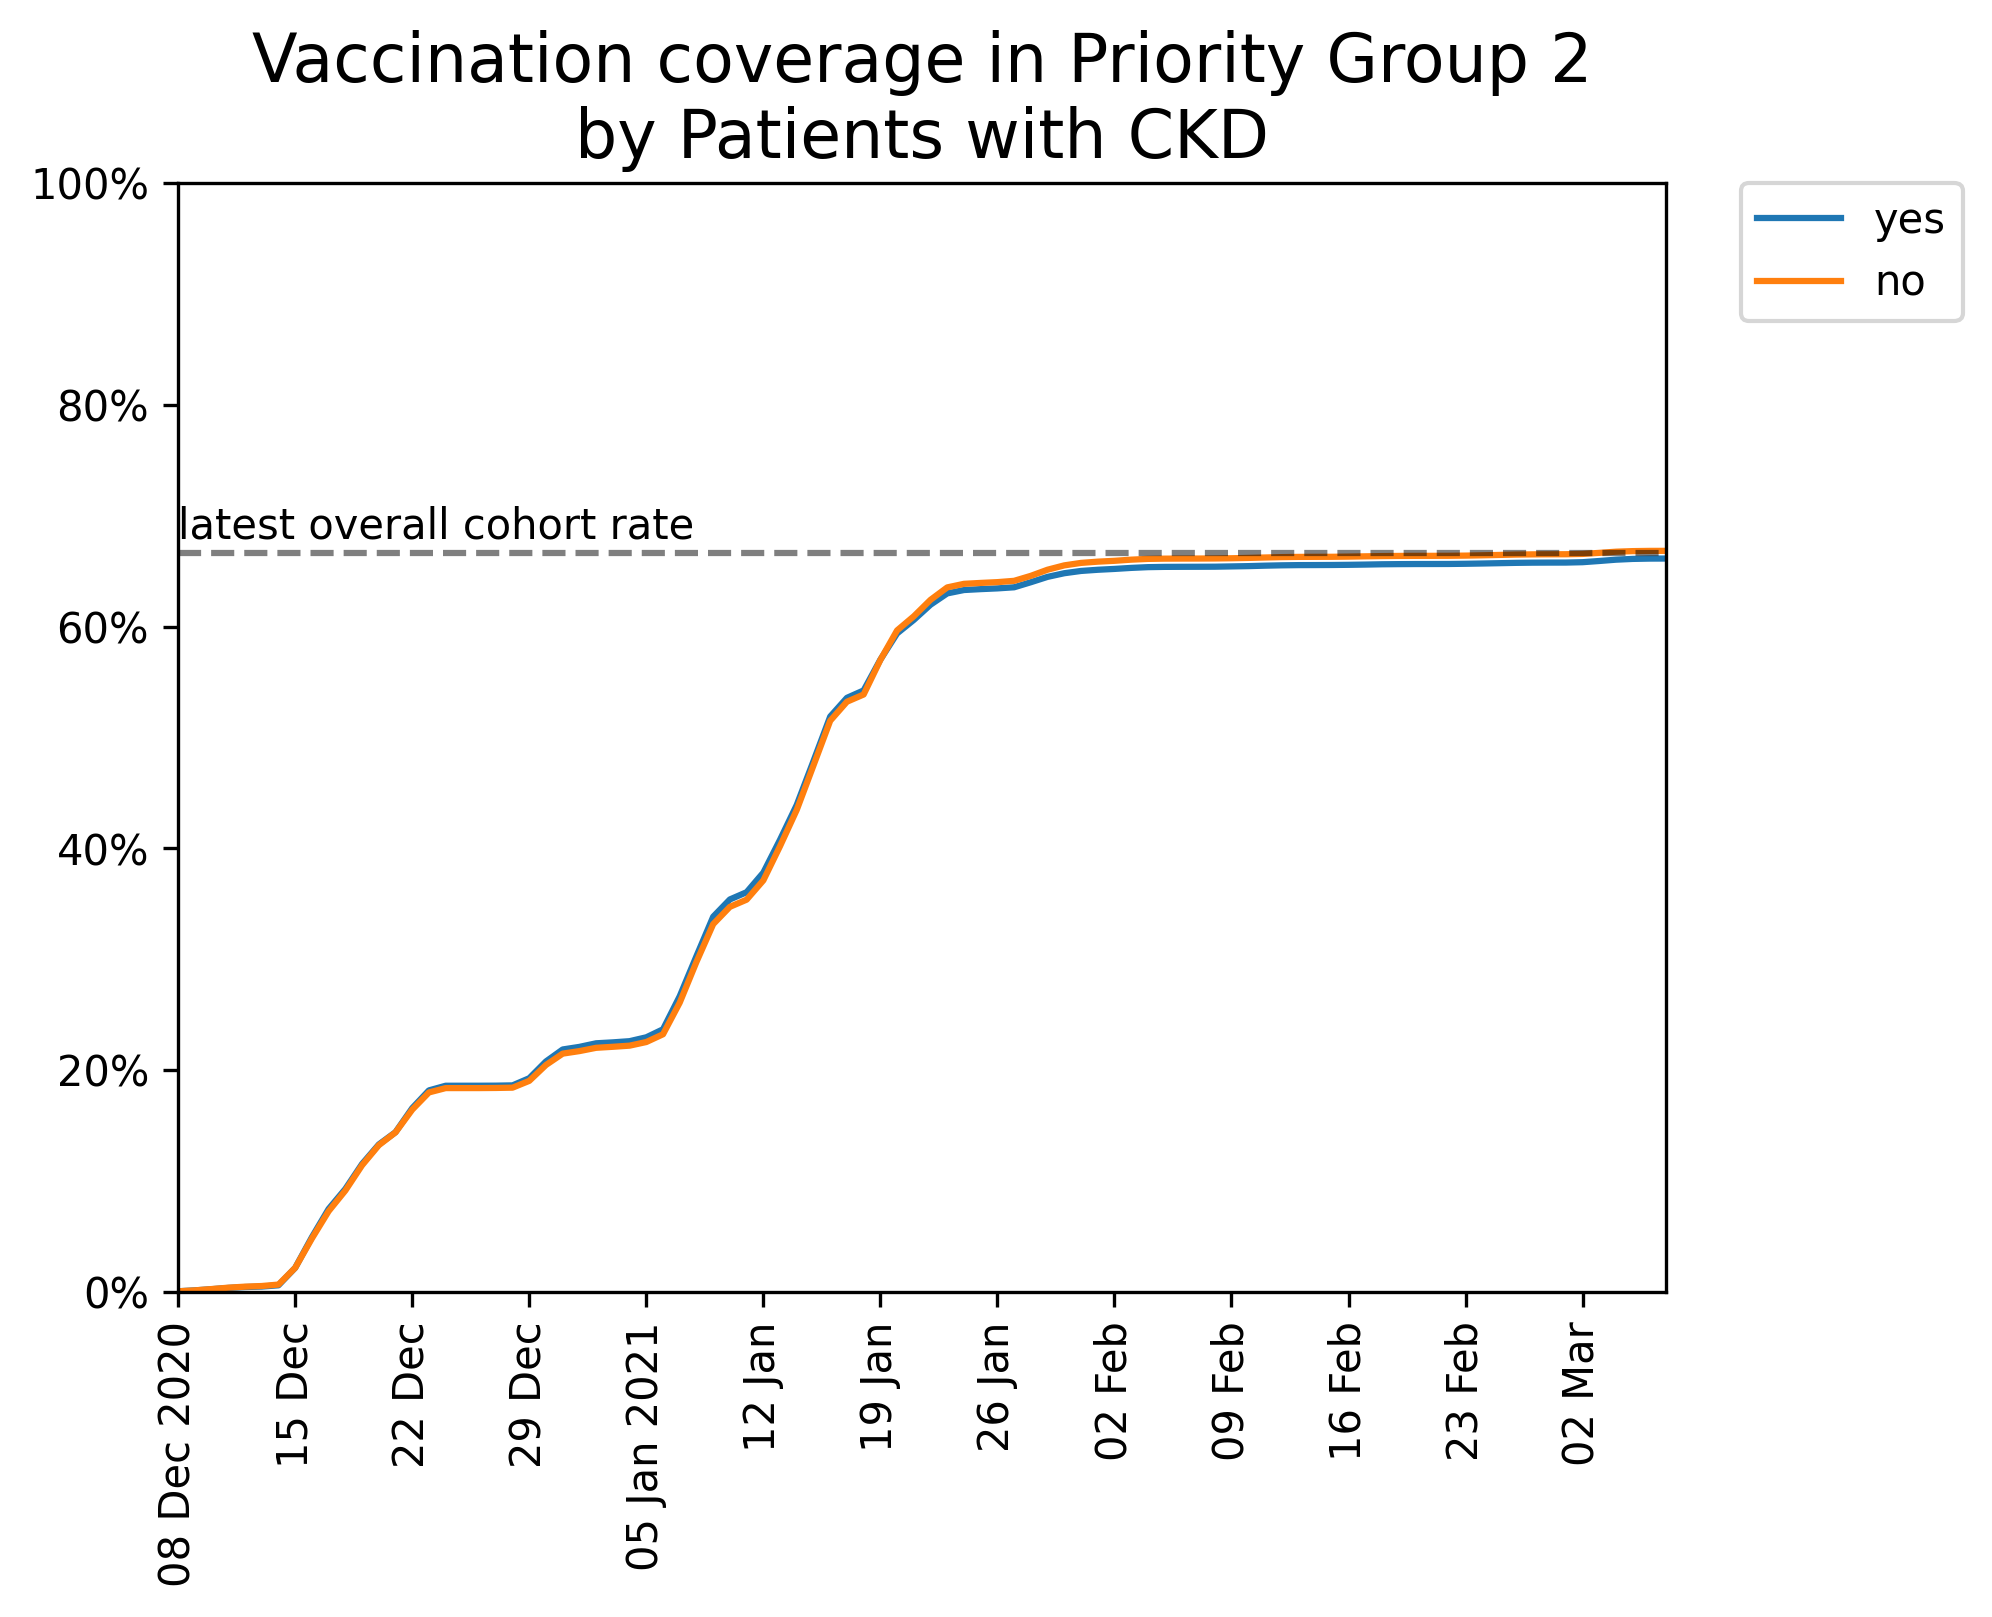 Vaccination coverage in Priority Group 2
by Patients with CKD
100%
80%
60%
40%
20%
0%
latest overall cohort rate
yes
no
08 Dec 2020
15 Dec
22 Dec
29 Dec
05 Jan 2021
12 Jan
19 Jan
26 Jan
02 Feb
09 Feb
16 Feb
23 Feb
02 Mar